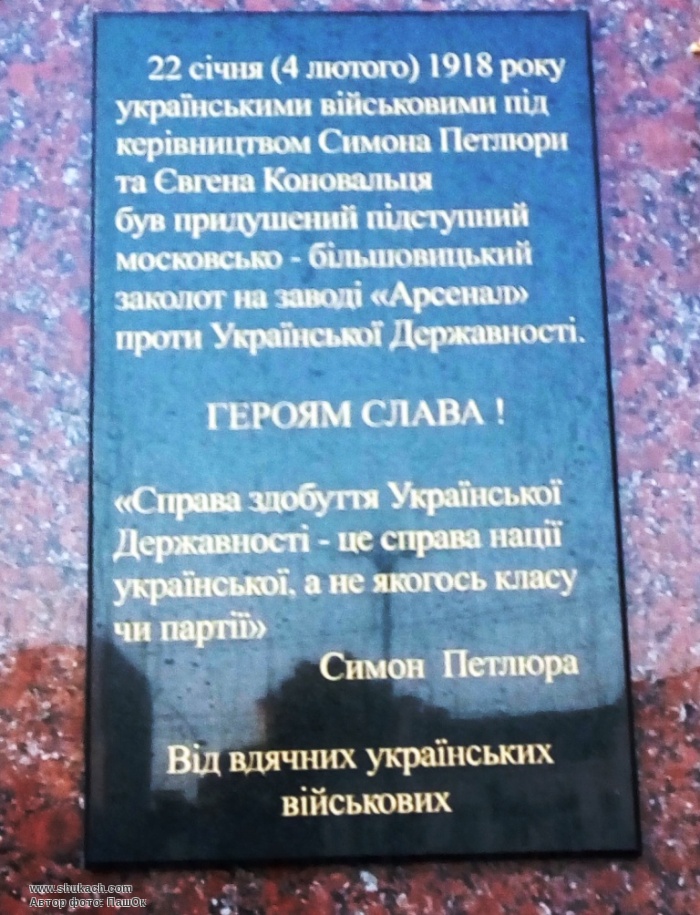 22 січня (4 лютого) 1918 року
українськими військовими під
керівництвом Симона Петлюри
та Євгена Коновальця
був придушений підступний
московсько - більшовицький
заколот на заводі «Арсенал»
проти Української Державності.
ГЕРОЯМ СЛАВА !
«Справа здобуття Української
Державності - це справа нації
української, а не якогось класу
чи партії»
Симон Петлюра
Від вдячних українських
військових
www.shukach.com
Автор фото: ПашОк